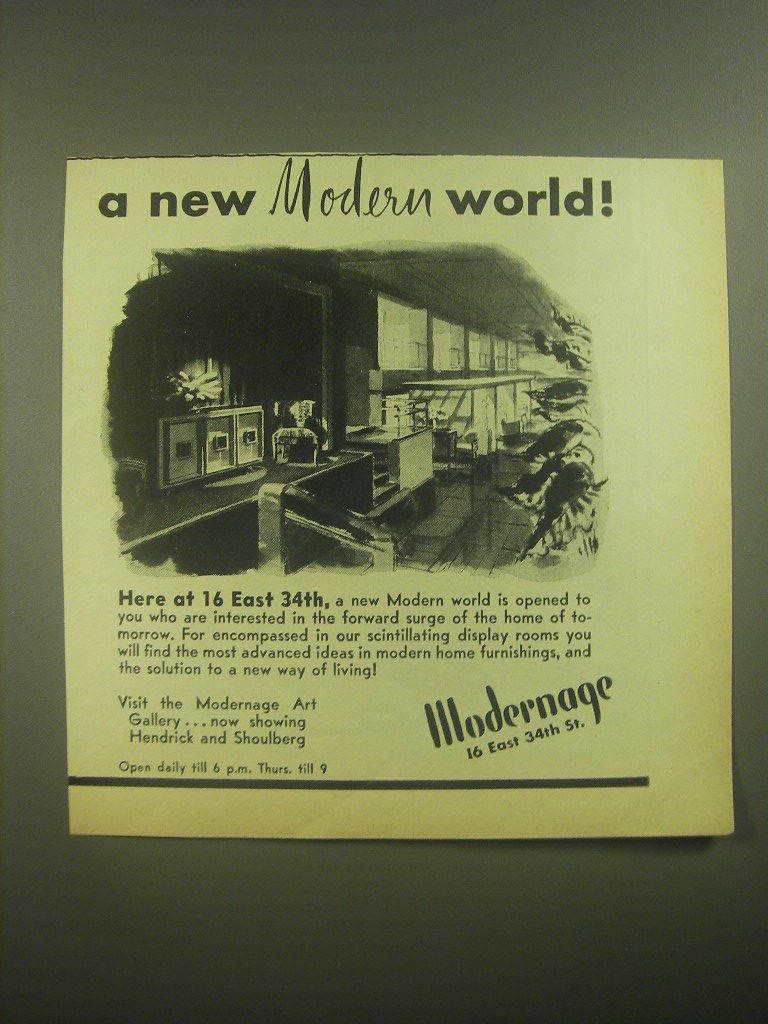 a new Modern world!
Here at 16 East 34th, a new Modern world is opened to
you who are interested in the forward surge of the home of to-
morrow. For encompassed in our scintillating display rooms you
will find the most advanced ideas in modern home furnishings, and
the solution to a new way of living!
Visit the Modernage Art
Gallery...now showing
Hendrick and Shoulberg
Open daily till 6 p.m. Thurs. till 9
Modernage
16 East 34th St.